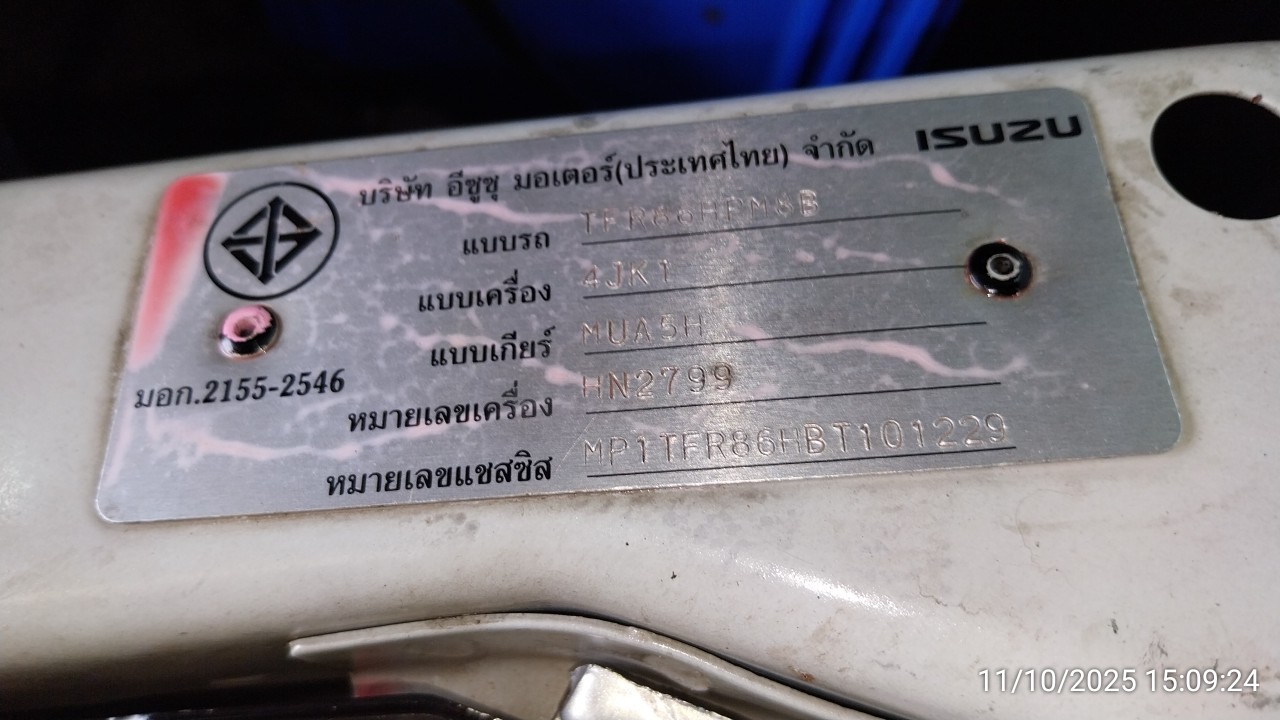 บริษัท อีซูซุ มอเตอร์(ประเทศไทย) จำกัด ISUZU
แบบรถ TFR86HPM6B
แบบเครื่อง 4JK1
แบบเกียร์ MUA5H
มอก.2155-2546
หมายเลขเครื่อง HN2799
หมายเลขแชสซิส MP1TFR86HBT101229
11/10/2025 15:09:24